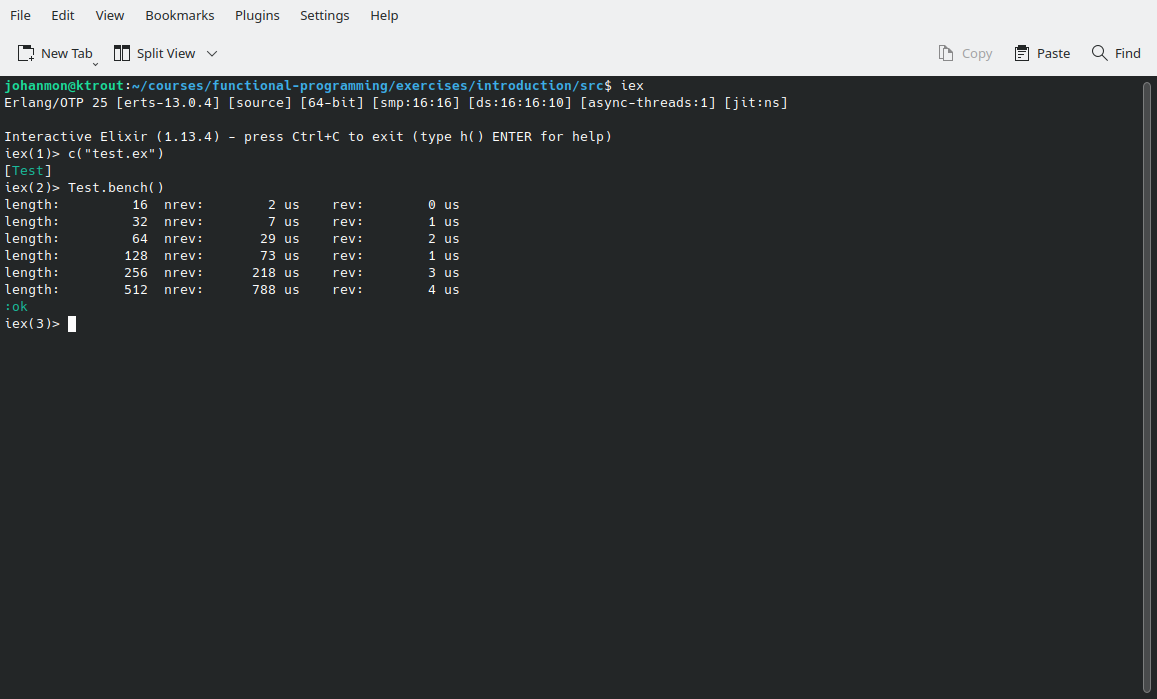 File Edit View Bookmarks Plugins Settings Help
New Tab Split View Copy Paste Find
johanmon@ktrout:~/courses/functional-programming/exercises/introduction/src$ iex
Erlang/OTP 25 [erts-13.0.4] [source] [64-bit] [smp:16:16] [ds:16:16:10] [async-threads:1] [jit:ns]
Interactive Elixir (1.13.4) - press Ctrl+C to exit (type h() ENTER for help)
iex(1)> c("test.ex")
[Test]
iex(2)> Test.bench()
length: 16 nrev: 2 us rev: 0 us
length: 32 nrev: 7 us rev: 1 us
length: 64 nrev: 29 us rev: 2 us
length: 128 nrev: 73 us rev: 1 us
length: 256 nrev: 218 us rev: 3 us
length: 512 nrev: 788 us rev: 4 us
:ok
iex(3)>